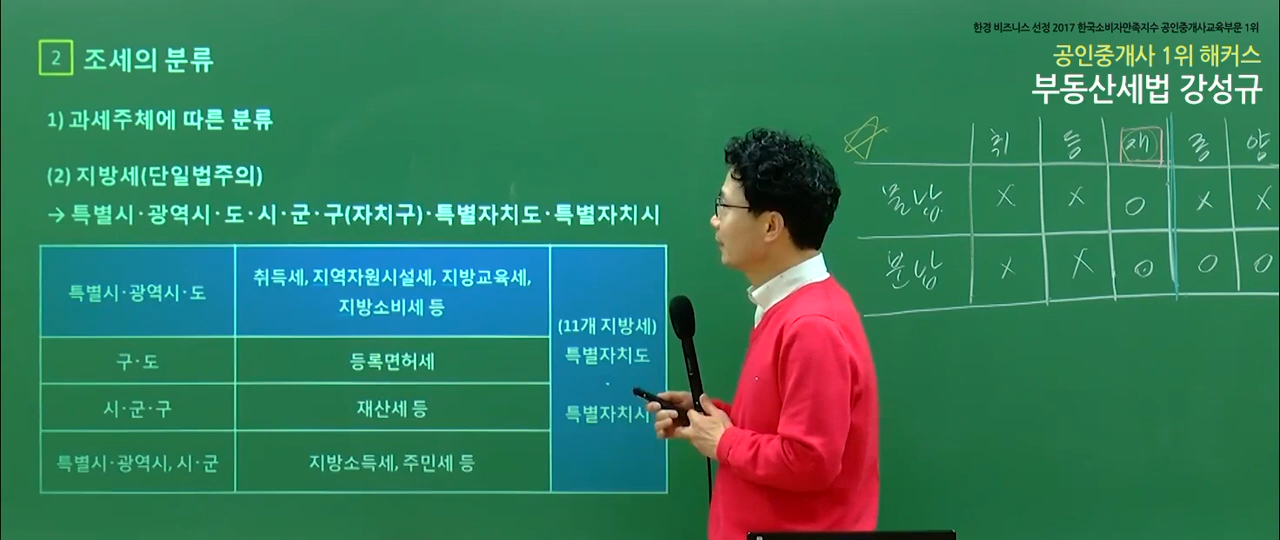 한경 비즈니스 선정 2017 한국소비자만족지수 공인중개사교육부문 1위
공인중개사 1위 해커스
부동산세법 강성규
2 조세의 분류
1) 과세주체에 따른 분류
(2) 지방세(단일법주의)
→ 특별시·광역시·도·시·군·구(자치구)·특별자치도·특별자치시
특별시·광역시·도
취득세, 지역자원시설세, 지방교육세,
지방소비세 등
구·도
등록면허세
시·군·구
재산세 등
특별시·광역시, 시·군
지방소득세, 주민세 등
(11개 지방세)
특별자치도
·
특별자치시
취 등 재 종 양
물납 X X O X X
분납 X X O O O